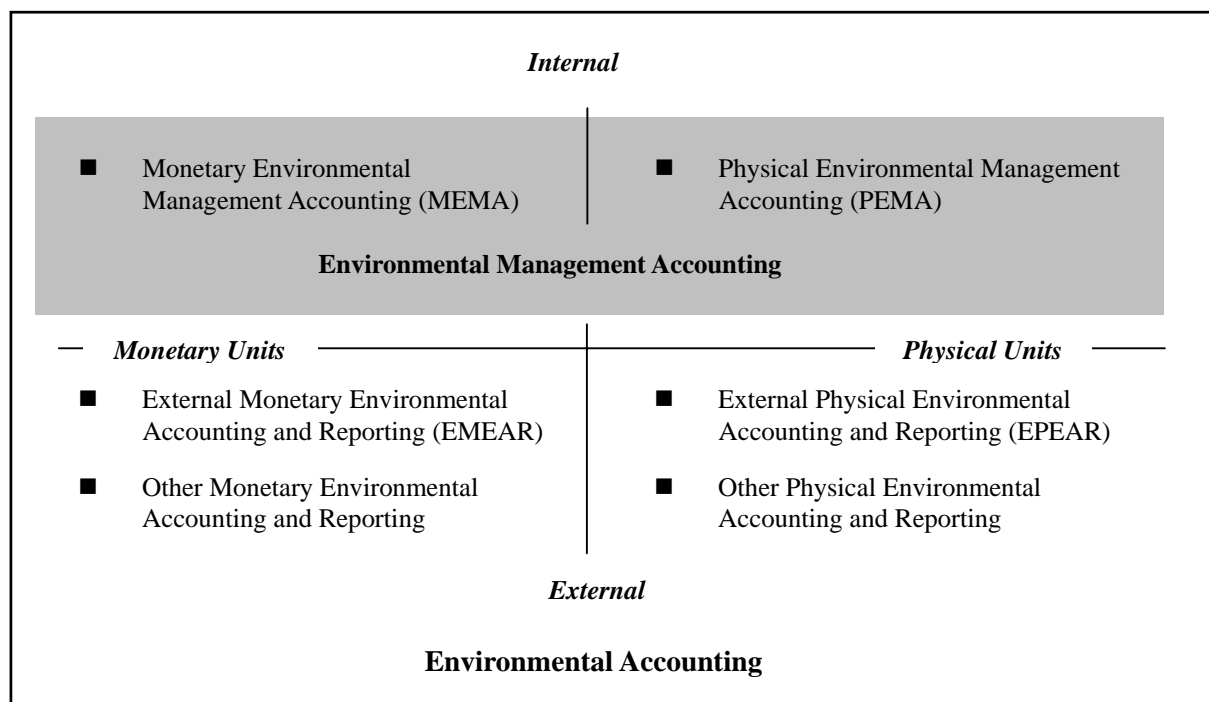 Internal
■ Monetary Environmental
Management Accounting (MEMA)
■ Physical Environmental Management
Accounting (PEMA)
Environmental Management Accounting
Monetary Units
Physical Units
■ External Monetary Environmental
Accounting and Reporting (EMEAR)
■ Other Monetary Environmental
Accounting and Reporting
■ External Physical Environmental
Accounting and Reporting (EPEAR)
■ Other Physical Environmental
Accounting and Reporting
External
Environmental Accounting